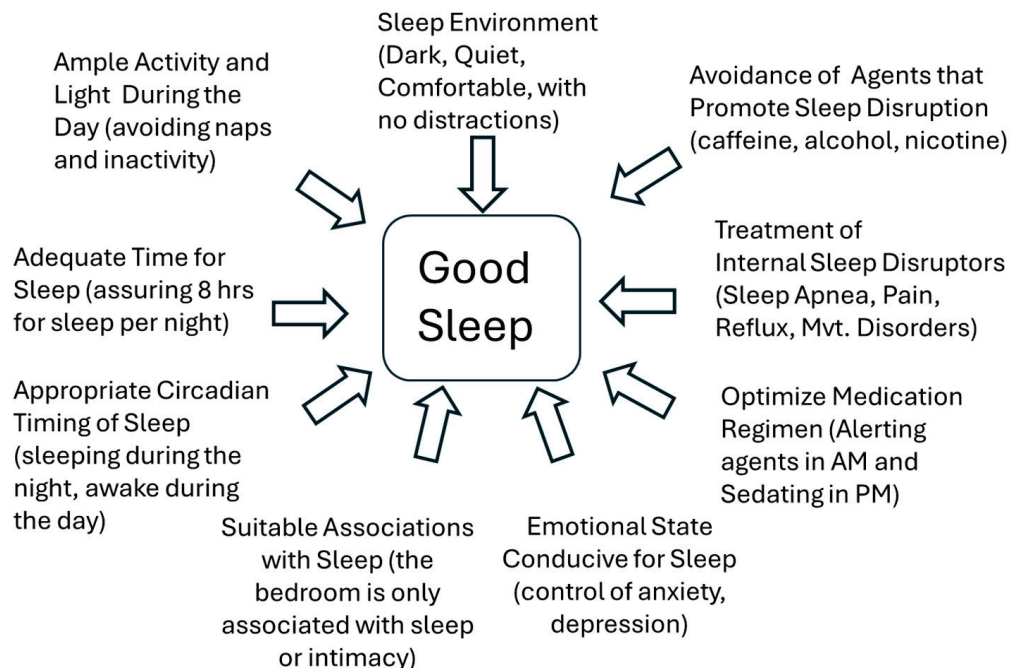 Sleep Environment
(Dark, Quiet,
Comfortable, with
no distractions)
Ample Activity and
Light During the
Day (avoiding naps
and inactivity)
Avoidance of Agents that
Promote Sleep Disruption
(caffeine, alcohol, nicotine)
Adequate Time for
Sleep (assuring 8 hrs
for sleep per night)
Good
Sleep
Treatment of
Internal Sleep Disruptors
(Sleep Apnea, Pain,
Reflux, Mvt. Disorders)
Appropriate Circadian
Timing of Sleep
(sleeping during the
night, awake during
the day)
Optimize Medication
Regimen (Alerting
agents in AM and
Sedating in PM)
Suitable Associations
with Sleep (the
bedroom is only
associated with sleep
or intimacy)
Emotional State
Conducive for Sleep
(control of anxiety,
depression)